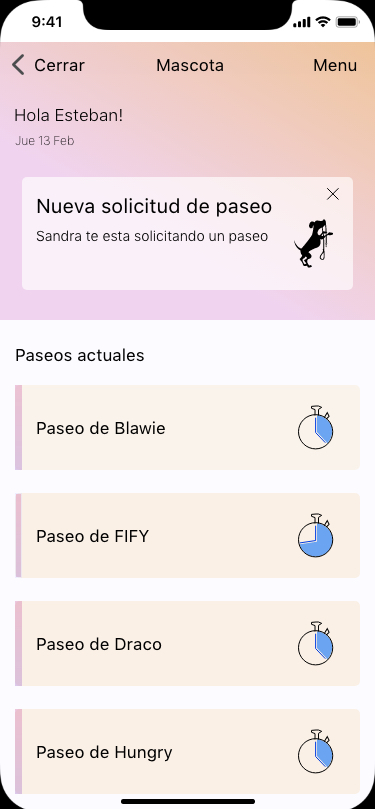 9:41
Cerrar
Mascota
Menu
Hola Esteban!
Jue 13 Feb
Nueva solicitud de paseo
Sandra te esta solicitando un paseo
Paseos actuales
Paseo de Blawie
Paseo de FIFY
Paseo de Draco
Paseo de Hungry